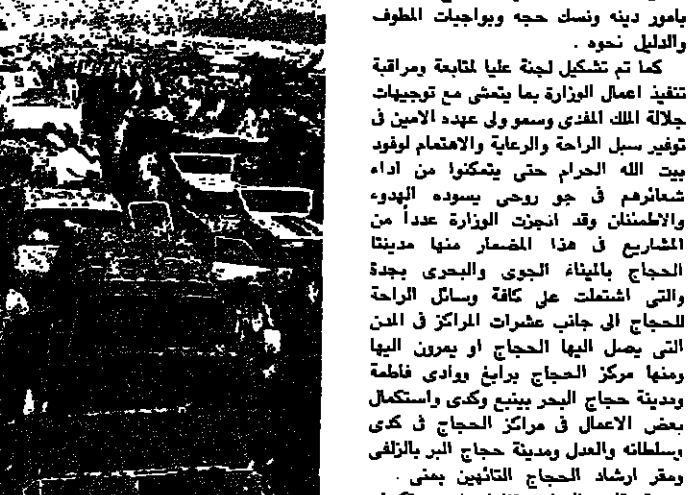 بأمور دينه ونسك حجه وبواجبات المطوف
والدليل نحوه .
كما تم تشكيل لجنة عليا لمتابعة ومراقبة
تنفيذ اعمال الوزارة بما يتمشى مع توجيهات
جلالة الملك المفدى وسمو ولى عهده الامين فى
توفير سبل الراحة والرعاية والاهتمام لوفود
بيت الله الحرام حتى يتمكنوا من اداء
شعائرهم فى جو روحى يسوده الهدوء
والاطمئنان وقد انجزت الوزارة عدداً من
المشاريع فى هذا المضمار منها مدينتا
الحجاج بالميناء الجوى والبحرى بجدة
والتى اشتملت على كافة وسائل الراحة
للحجاج الى جانب عشرات المراكز فى المدن
التى يصل اليها الحجاج او يمرون اليها
ومنها مركز الحجاج برابغ ووادى فاطمة
ومدينة حجاج البحر بينبع وكدى واستكمال
بعض الاعمال فى مراكز الحجاج فى كدى
وسلطانه والعدل ومدينة حجاج البر بالزلفى
ومقر ارشاد الحجاج التائهين بمنى .